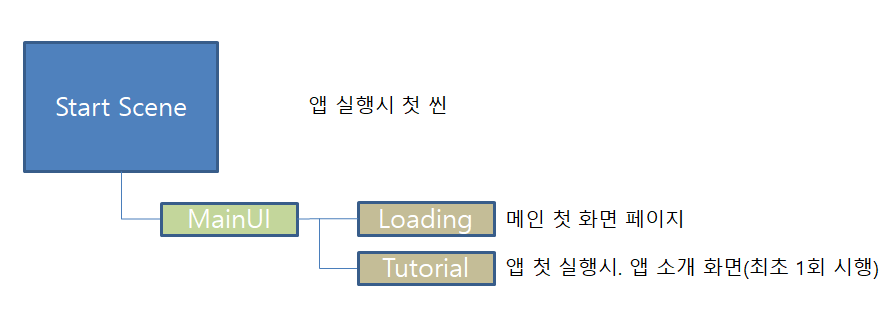 Start Scene
앱 실행시 첫 씬
MainUI
Loading
메인 첫 화면 페이지
Tutorial
앱 첫 실행시. 앱 소개 화면(최초 1회 시행)